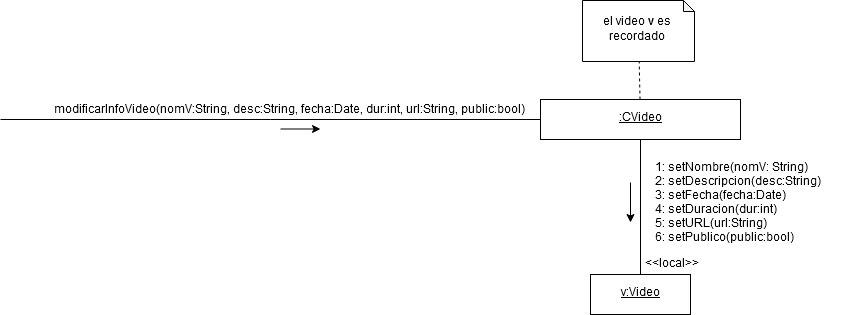 el video v es
recordado
modificarInfoVideo(nomV:String, desc:String, fecha:Date, dur:int, url:String, public:bool)
:CVideo
1: setNombre(nomV: String)
2: setDescripcion(desc:String)
3: setFecha(fecha:Date)
4: setDuracion(dur:int)
5: setURL(url:String)
6: setPublico(public:bool)
<<local>>
v:Video